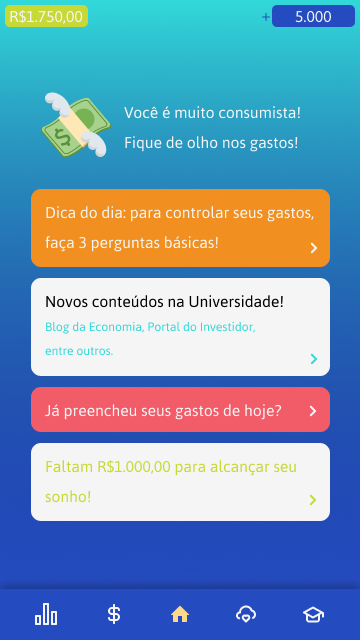 R$1.750,00
+ 5.000
Você é muito consumista!
Fique de olho nos gastos!
Dica do dia: para controlar seus gastos,
faça 3 perguntas básicas!
Novos conteúdos na Universidade!
Blog da Economia, Portal do Investidor,
entre outros.
Já preencheu seus gastos de hoje?
Faltam R$1.000,00 para alcançar seu
sonho!